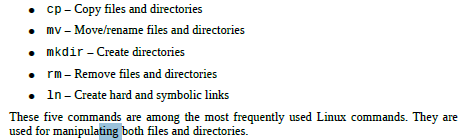 • cp – Copy files and directories
• mv – Move/rename files and directories
• mkdir – Create directories
• rm – Remove files and directories
• ln – Create hard and symbolic links
These five commands are among the most frequently used Linux commands. They are
used for manipulating both files and directories.